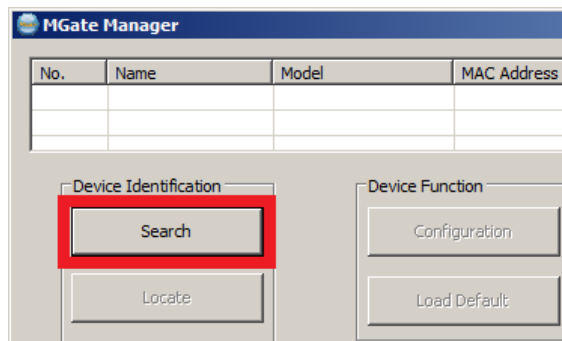 MGate Manager
No. Name Model MAC Address
Device Identification Device Function
Search Configuration
Locate Load Default